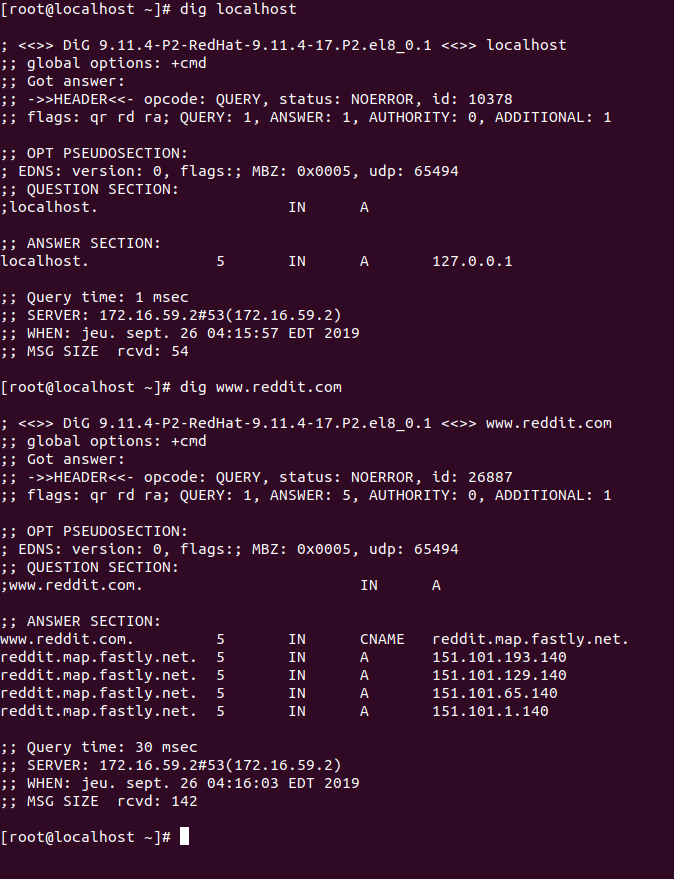 [root@localhost ~]# dig localhost

; <<>> DiG 9.11.4-P2-RedHat-9.11.4-17.P2.el8_0.1 <<>> localhost
;; global options: +cmd
;; Got answer:
;; ->>HEADER<<- opcode: QUERY, status: NOERROR, id: 10378
;; flags: qr rd ra; QUERY: 1, ANSWER: 1, AUTHORITY: 0, ADDITIONAL: 1

;; OPT PSEUDOSECTION:
; EDNS: version: 0, flags:; MBZ: 0x0005, udp: 65494
;; QUESTION SECTION:
;localhost.                     IN      A

;; ANSWER SECTION:
localhost.              5       IN      A       127.0.0.1

;; Query time: 1 msec
;; SERVER: 172.16.59.2#53(172.16.59.2)
;; WHEN: jeu. sept. 26 04:15:57 EDT 2019
;; MSG SIZE  rcvd: 54

[root@localhost ~]# dig www.reddit.com

; <<>> DiG 9.11.4-P2-RedHat-9.11.4-17.P2.el8_0.1 <<>> www.reddit.com
;; global options: +cmd
;; Got answer:
;; ->>HEADER<<- opcode: QUERY, status: NOERROR, id: 26887
;; flags: qr rd ra; QUERY: 1, ANSWER: 5, AUTHORITY: 0, ADDITIONAL: 1

;; OPT PSEUDOSECTION:
; EDNS: version: 0, flags:; MBZ: 0x0005, udp: 65494
;; QUESTION SECTION:
;www.reddit.com.                        IN      A

;; ANSWER SECTION:
www.reddit.com.         5       IN      CNAME   reddit.map.fastly.net.
reddit.map.fastly.net.  5       IN      A       151.101.193.140
reddit.map.fastly.net.  5       IN      A       151.101.129.140
reddit.map.fastly.net.  5       IN      A       151.101.65.140
reddit.map.fastly.net.  5       IN      A       151.101.1.140

;; Query time: 30 msec
;; SERVER: 172.16.59.2#53(172.16.59.2)
;; WHEN: jeu. sept. 26 04:16:03 EDT 2019
;; MSG SIZE  rcvd: 142

[root@localhost ~]#